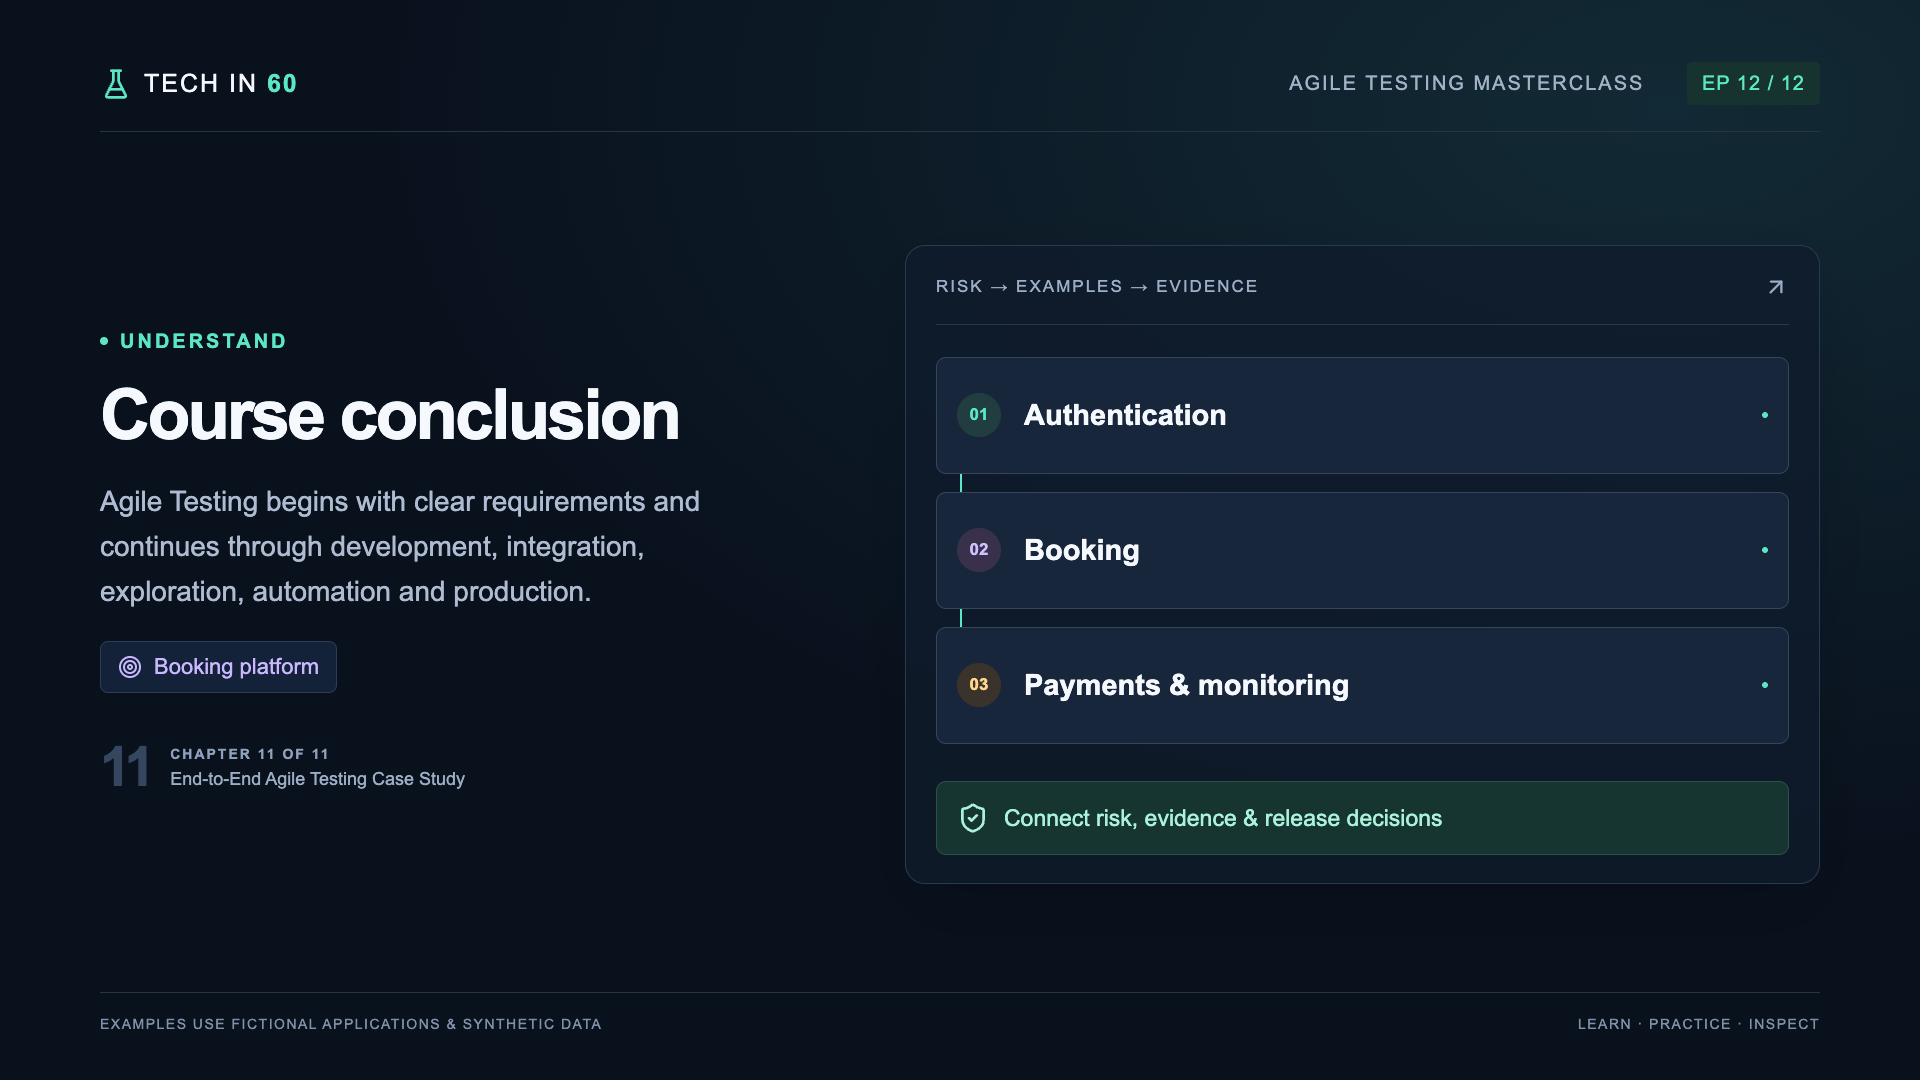 TECH IN 60
AGILE TESTING MASTERCLASS
EP 12 / 12
UNDERSTAND
Course conclusion
Agile Testing begins with clear requirements and
continues through development, integration,
exploration, automation and production.
Booking platform
11
CHAPTER 11 OF 11
End-to-End Agile Testing Case Study
RISK → EXAMPLES → EVIDENCE
01
Authentication
02
Booking
03
Payments & monitoring
Connect risk, evidence & release decisions
EXAMPLES USE FICTIONAL APPLICATIONS & SYNTHETIC DATA
LEARN · PRACTICE · INSPECT